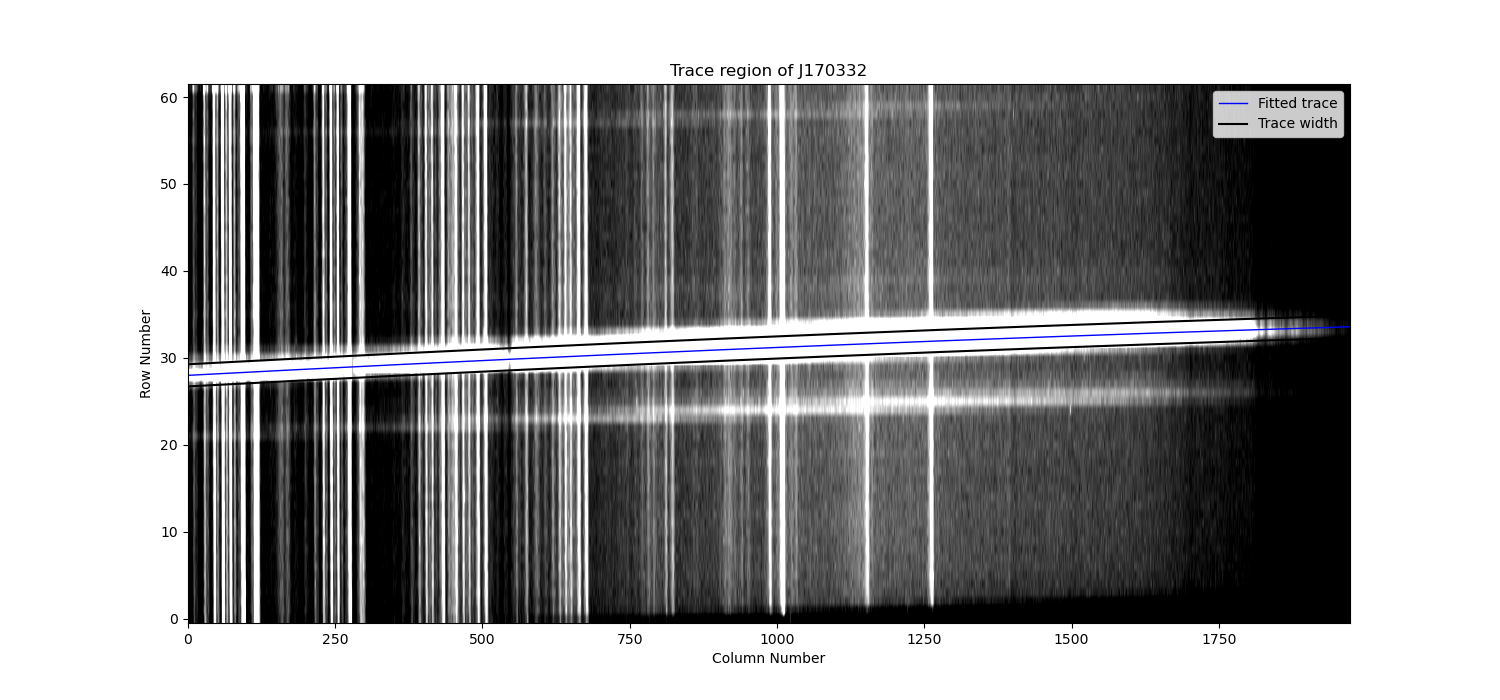 Trace region of J170332
Fitted trace
Trace width
60
50
40
30
20
10
0
Row Number
0 250 500 750 1000 1250 1500 1750
Column Number